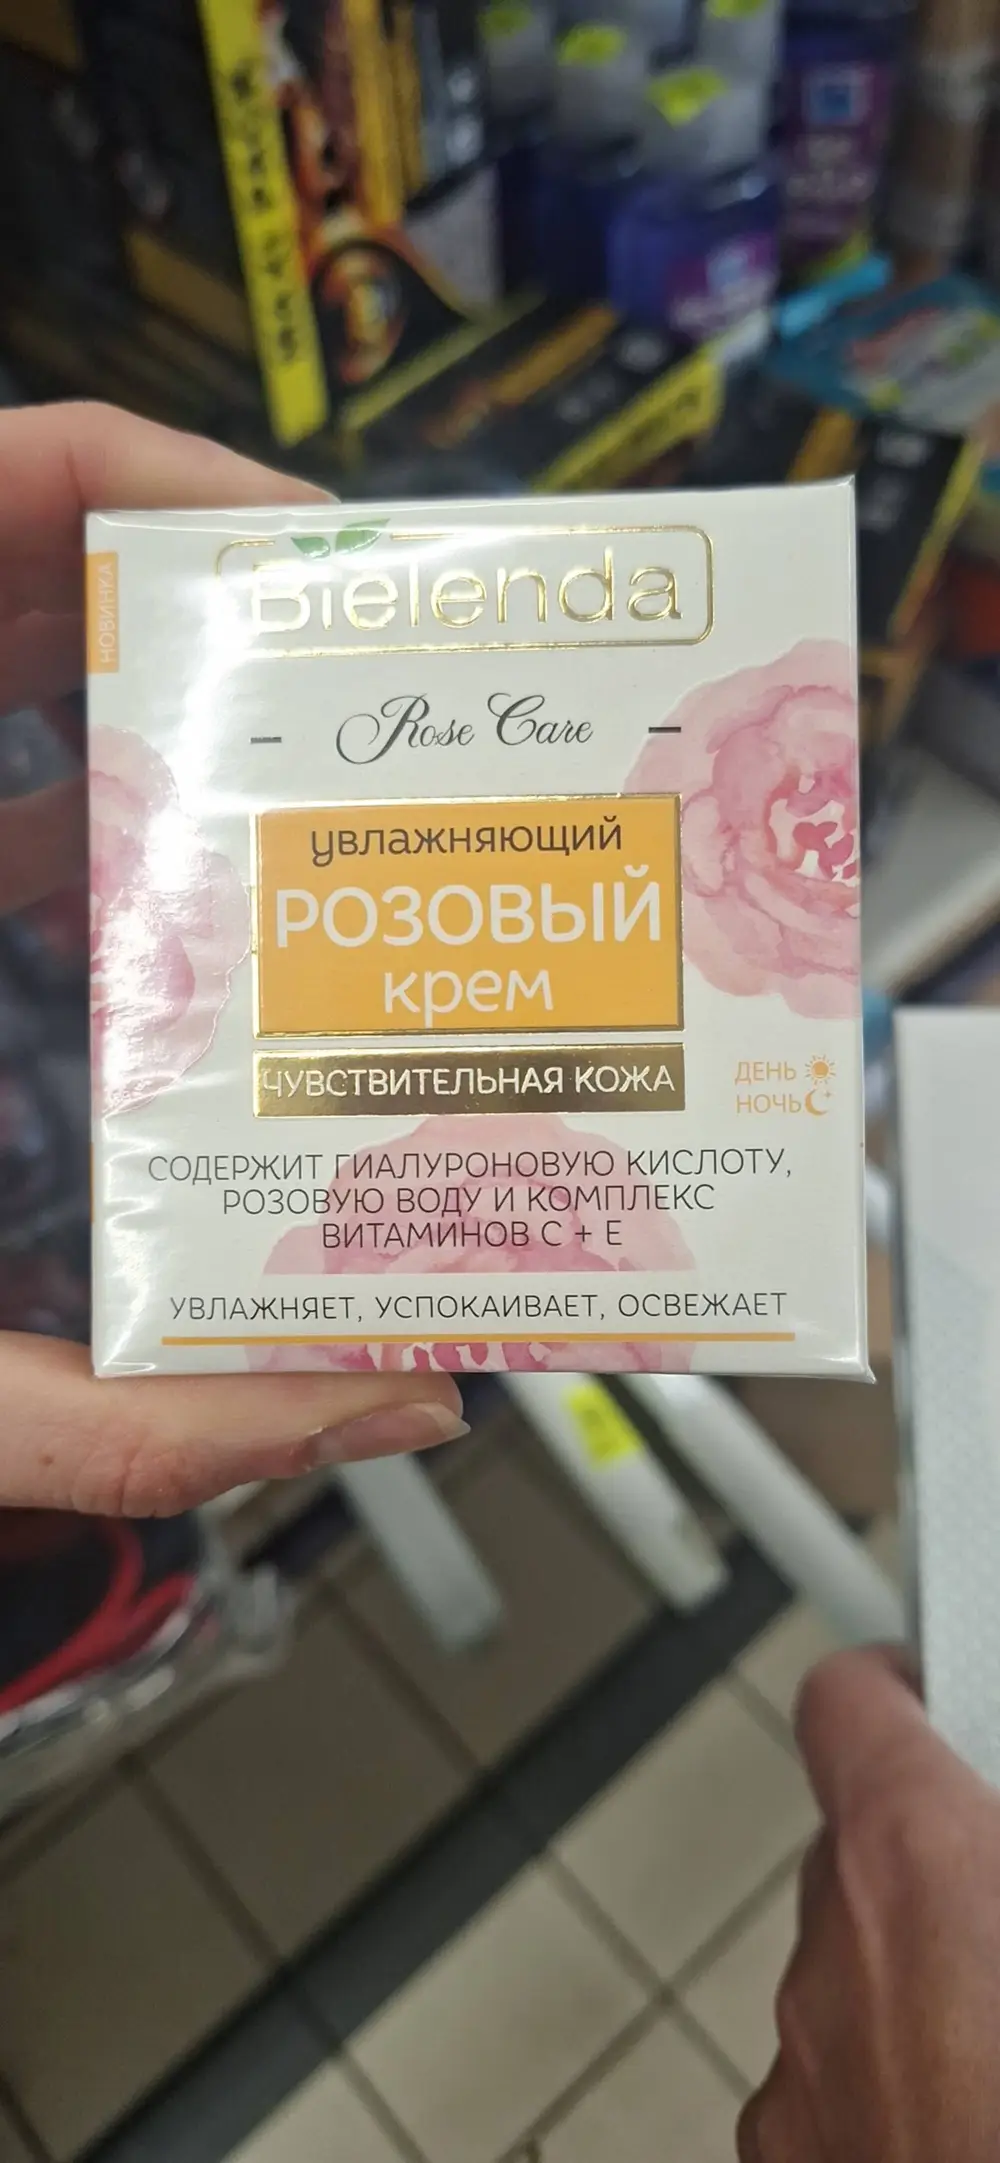 НОВИНКА
Bielenda
Rose Care
увлажняющий
РОЗОВЫЙ
крем
ЧУВСТВИТЕЛЬНАЯ КОЖА
ДЕНЬ
НОЧЬ
СОДЕРЖИТ ГИАЛУРОНОВУЮ КИСЛОТУ,
РОЗОВУЮ ВОДУ И КОМПЛЕКС
ВИТАМИНОВ С + Е
УВЛАЖНЯЕТ, УСПОКАИВАЕТ, ОСВЕЖАЕТ